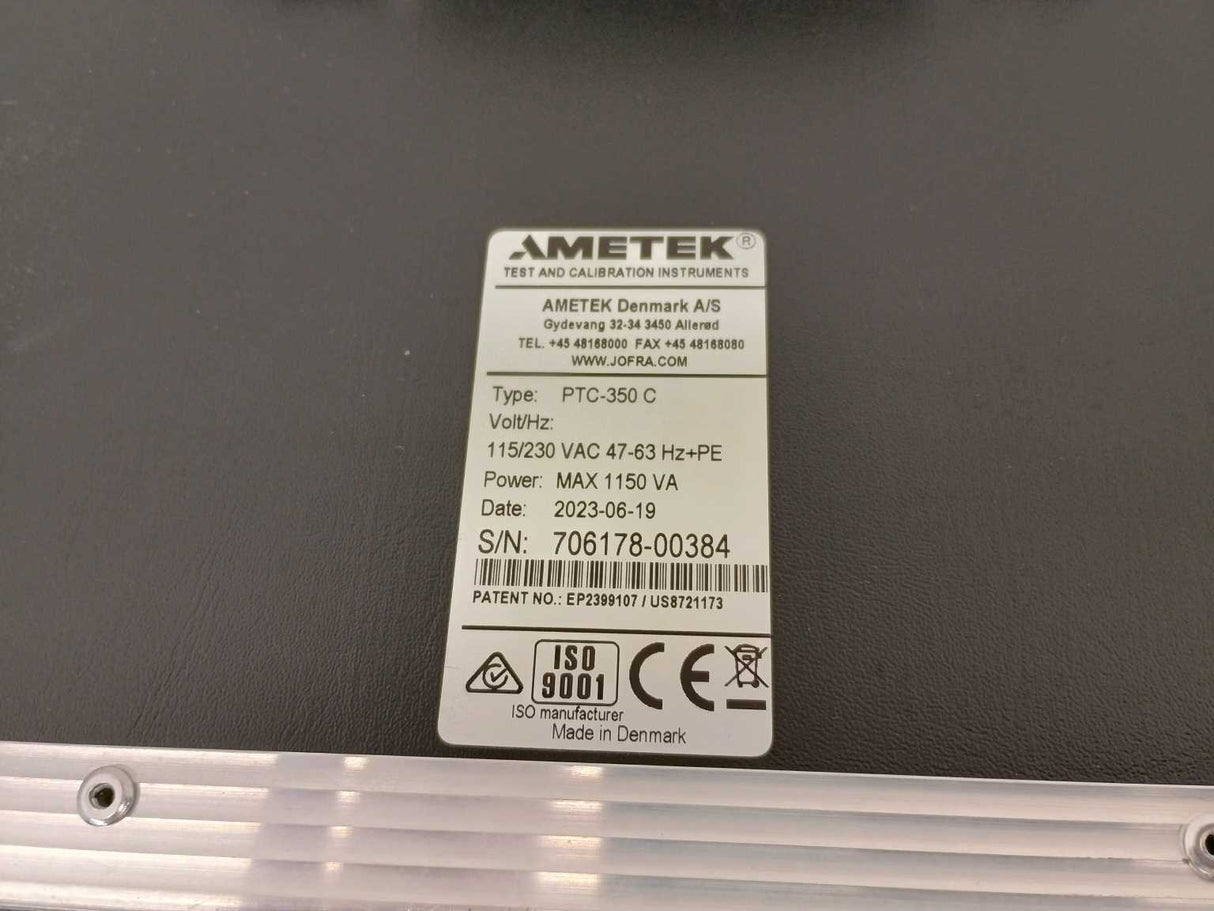 AMETEK®
TEST AND CALIBRATION INSTRUMENTS
AMETEK Denmark A/S
Gydevang 32-34 3450 Allerød
TEL. +45 48168000 FAX +45 48168080
WWW.JOFRA.COM
Type: PTC-350 C
Volt/Hz:
115/230 VAC 47-63 Hz+PE
Power: MAX 1150 VA
Date: 2023-06-19
S/N: 706178-00384
PATENT NO.: EP2399107 / US8721173
ISO
9001
CE
ISO manufacturer
Made in Denmark